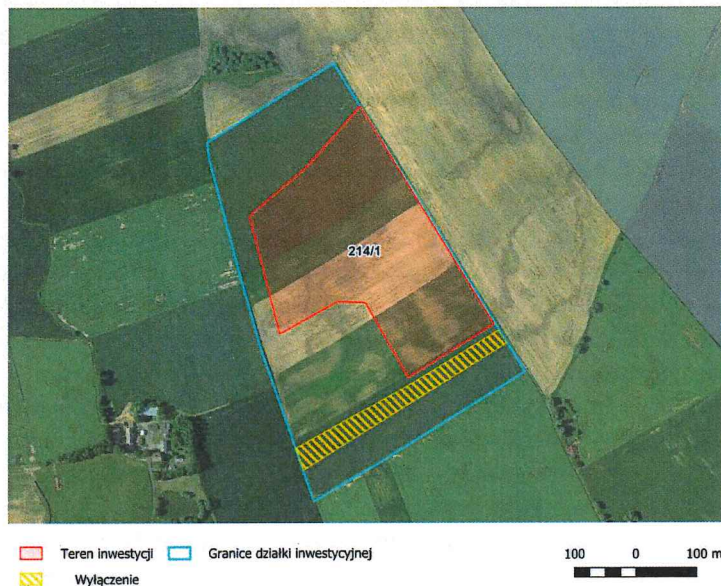 214/1
Teren inwestycji Granice działki inwestycyjnej
Wyłączenie
100 0 100 m